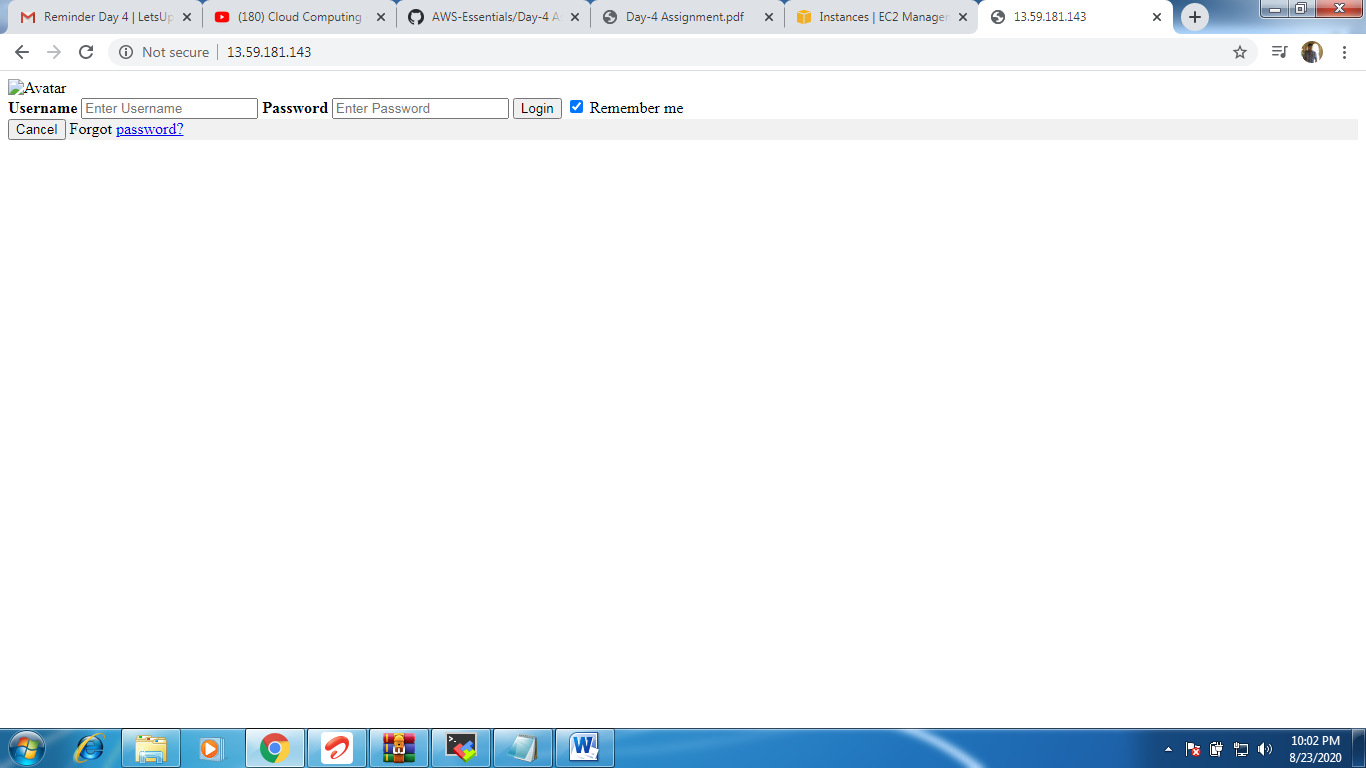 Reminder Day 4 | LetsUp
(180) Cloud Computing
AWS-Essentials/Day-4 A
Day-4 Assignment.pdf
Instances | EC2 Manager
13.59.181.143
Not secure | 13.59.181.143
Avatar
Username Enter Username Password Enter Password Login Remember me
Cancel Forgot password?
10:02 PM
8/23/2020